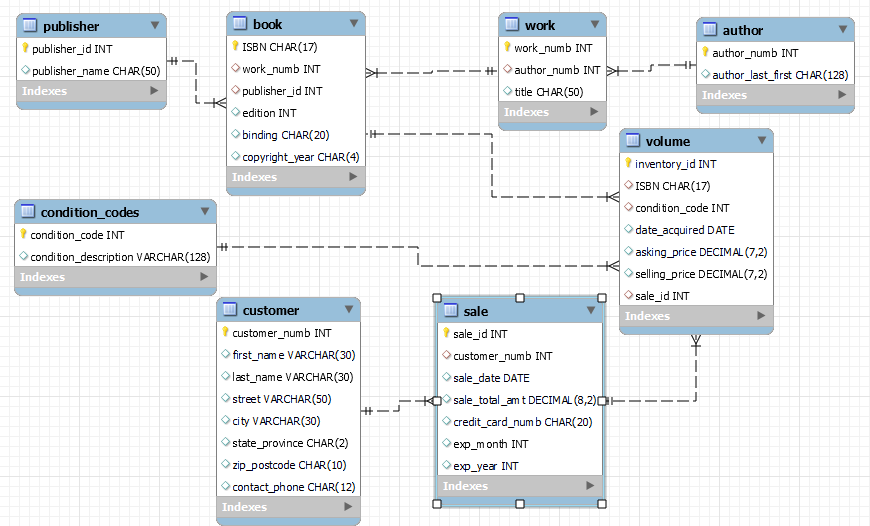 publisher
publisher_id INT
publisher_name CHAR(50)
Indexes
book
ISBN CHAR(17)
work_numb INT
publisher_id INT
edition INT
binding CHAR(20)
copyright_year CHAR(4)
Indexes
work
work_numb INT
author_numb INT
title CHAR(50)
Indexes
author
author_numb INT
author_last_first CHAR(128)
Indexes
volume
inventory_id INT
ISBN CHAR(17)
condition_code INT
date_acquired DATE
asking_price DECIMAL(7,2)
selling_price DECIMAL(7,2)
sale_id INT
Indexes
condition_codes
condition_code INT
condition_description VARCHAR(128)
Indexes
customer
customer_numb INT
first_name VARCHAR(30)
last_name VARCHAR(30)
street VARCHAR(50)
city VARCHAR(30)
state_province CHAR(2)
zip_postcode CHAR(10)
contact_phone CHAR(12)
Indexes
sale
sale_id INT
customer_numb INT
sale_date DATE
sale_total_amt DECIMAL(8,2)
credit_card_numb CHAR(20)
exp_month INT
exp_year INT
Indexes